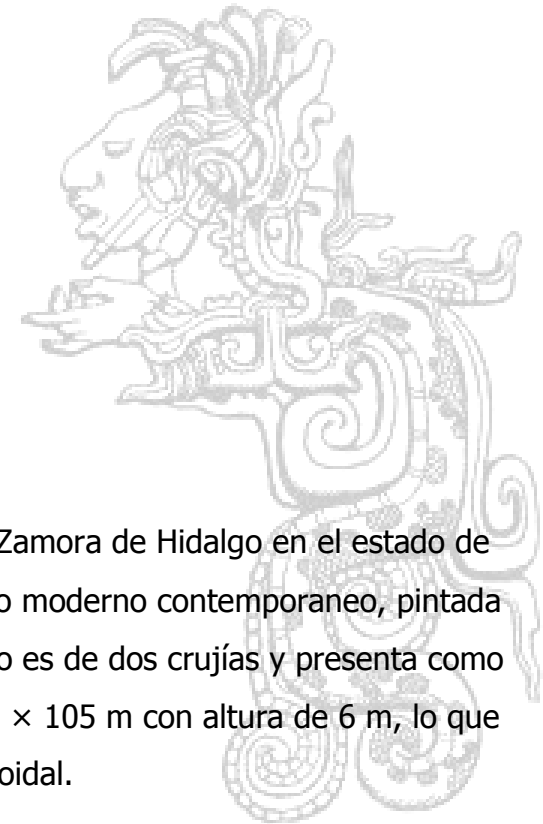 Zamora de Hidalgo en el estado de
o moderno contemporaneo, pintada
o es de dos crujías y presenta como
× 105 m con altura de 6 m, lo que
oidal.